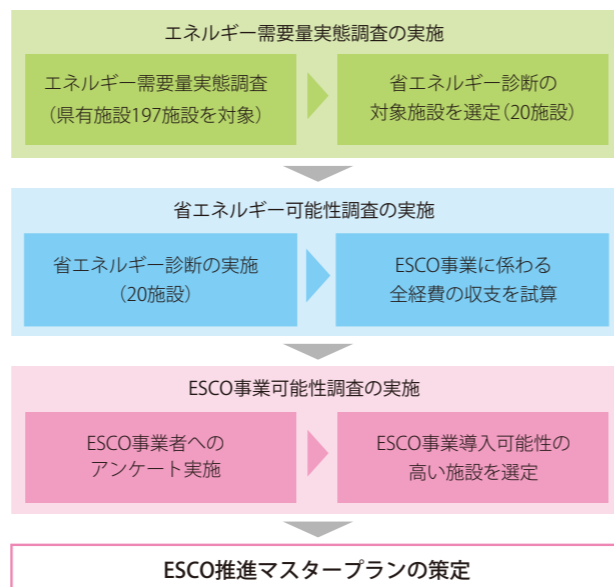 エネルギー需要量実態調査の実施
エネルギー需要量実態調査
（県有施設197施設を対象）
省エネルギー診断の
対象施設を選定（20施設）
省エネルギー可能性調査の実施
省エネルギー診断の実施
（20施設）
ESCO事業に係わる
全経費の収支を試算
ESCO事業可能性調査の実施
ESCO事業者への
アンケート実施
ESCO事業導入可能性の
高い施設を選定
ESCO推進マスタープランの策定